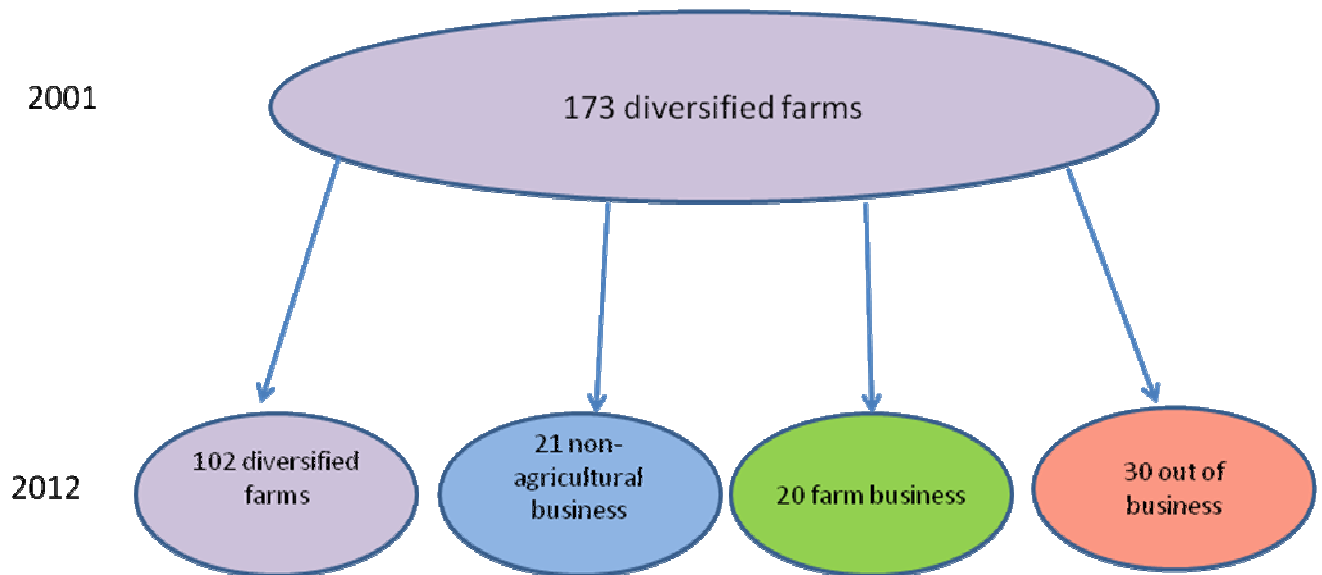 2001
173 diversified farms
2012
102 diversified
farms
21 non-
agricultural
business
20 farm business
30 out of
business